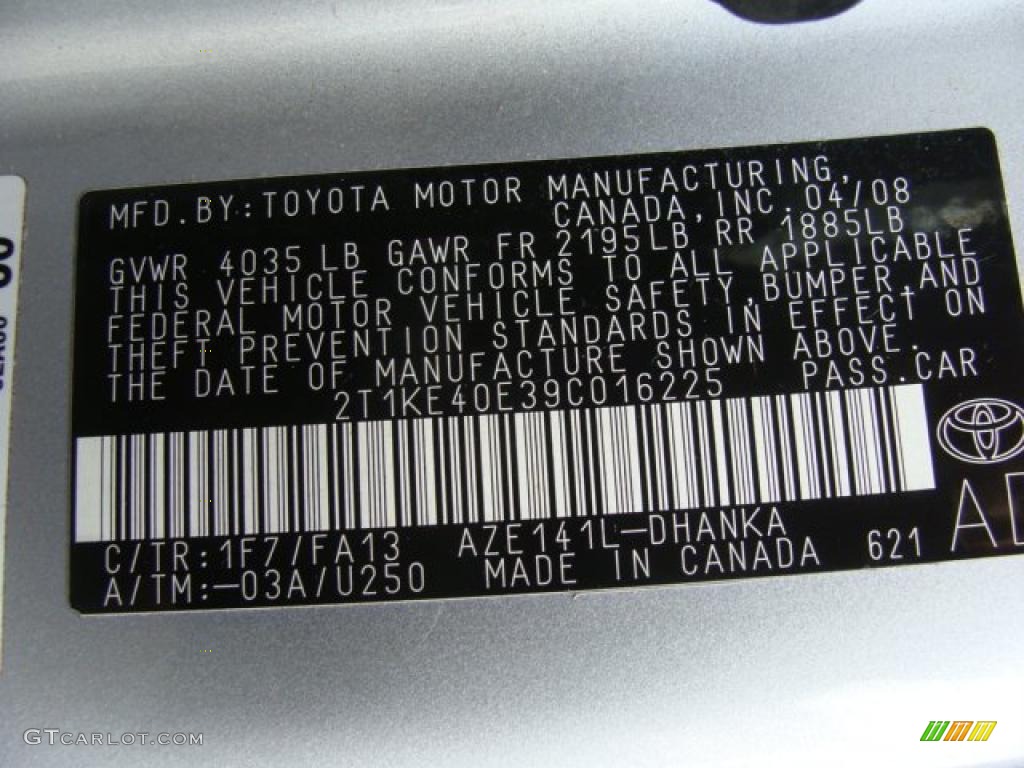 MFD.BY:TOYOTA MOTOR MANUFACTURING,
CANADA,INC.04/08
GVWR 4035LB GAWR FR 2195LB RR 1885LB
THIS VEHICLE CONFORMS TO ALL APPLICABLE
FEDERAL MOTOR VEHICLE SAFETY,BUMPER,AND
THEFT PREVENTION STANDARDS IN EFFECT ON
THE DATE OF MANUFACTURE SHOWN ABOVE.
2T1KE40E39C016225 PASS.CAR
C/TR:1F7/FA13 AZE141L-DHANKA
A/TM:-03A/U250 MADE IN CANADA 621
GTCARLOT.COM